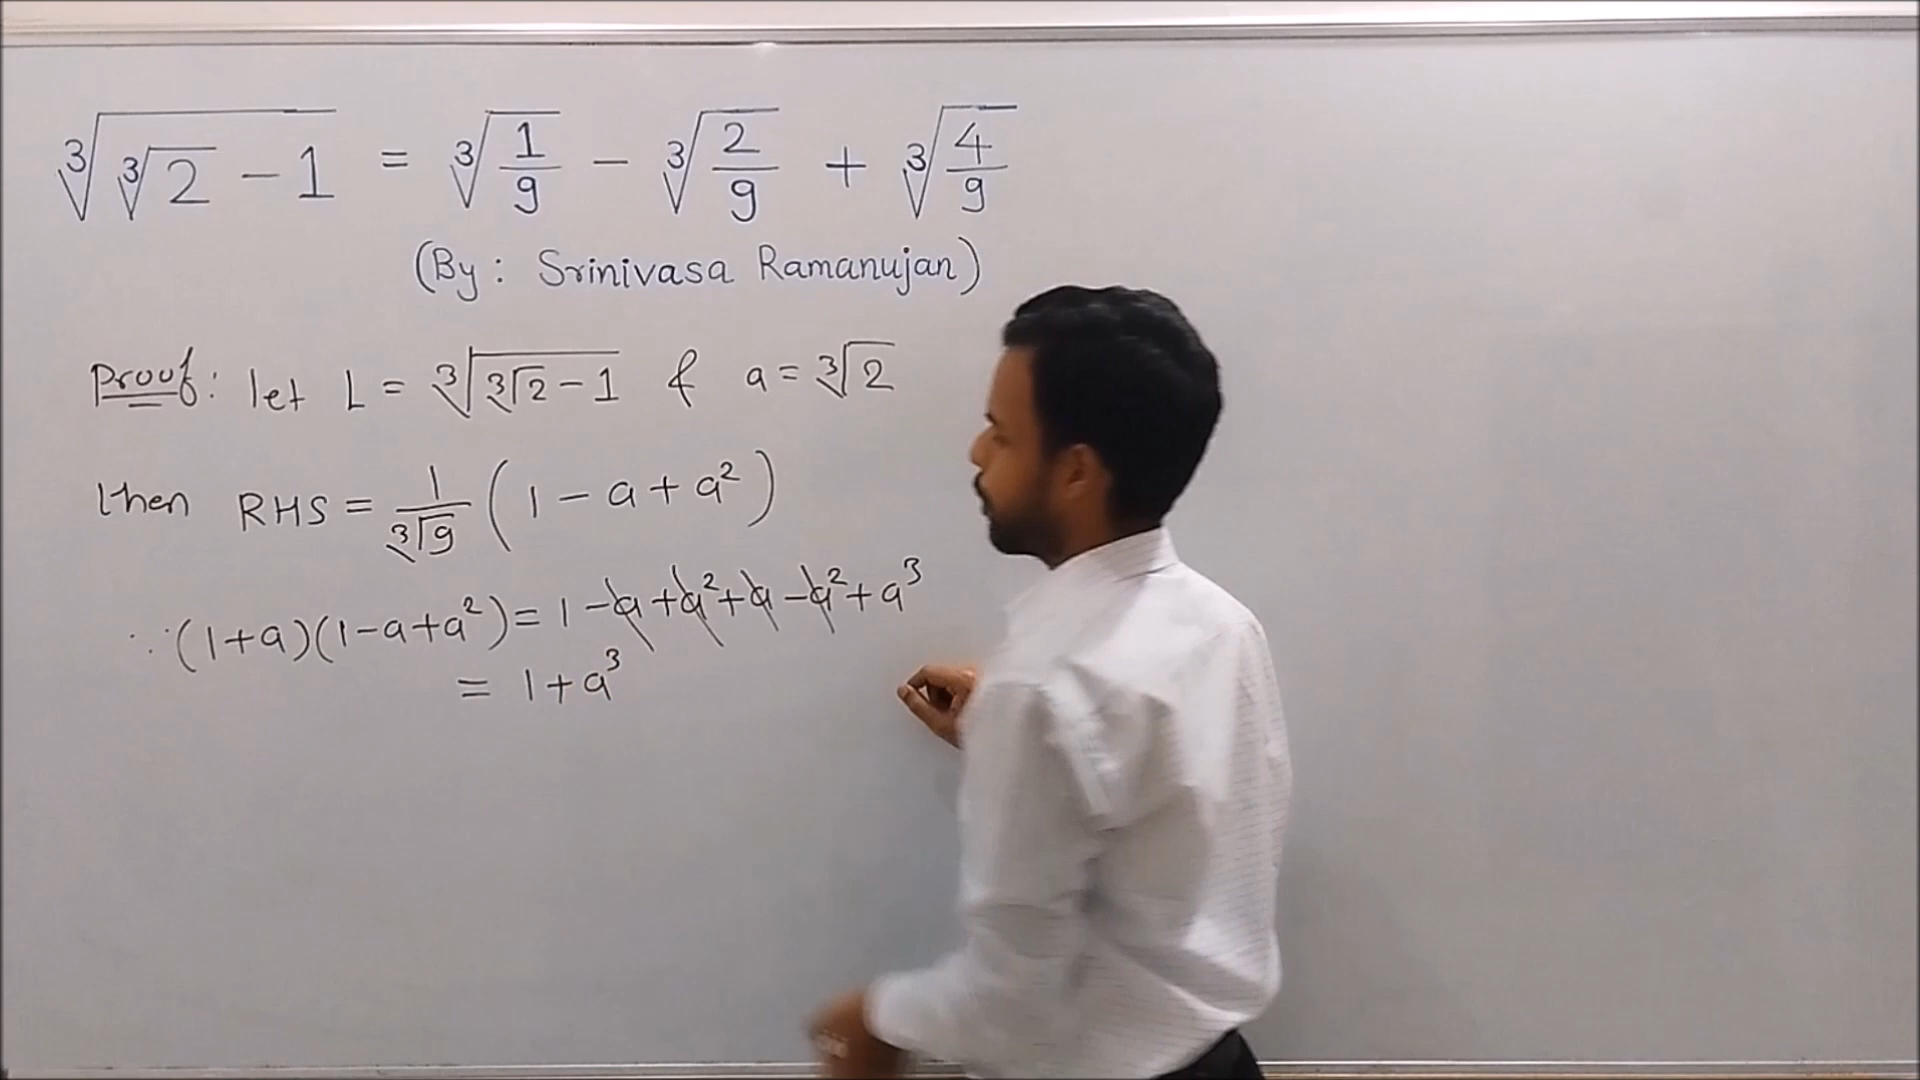 ∛(∛2 - 1) = ∛(1/9) - ∛(2/9) + ∛(4/9)
(By: Srinivasa Ramanujan)
Proof: let L = ∛(∛2 - 1) & a = ∛2
then RHS = 1/∛9 (1 - a + a²)
∵ (1+a)(1-a+a²) = 1 - a + a² + a - a² + a³
= 1 + a³